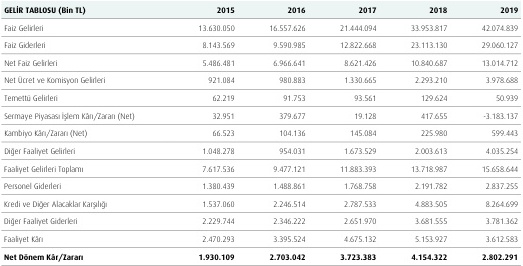 GELİR TABLOSU (Bin TL) 2015 2016 2017 2018 2019
Faiz Gelirleri 13.630.050 16.557.626 21.444.094 33.953.817 42.074.839
Faiz Giderleri 8.143.569 9.590.985 12.822.668 23.113.130 29.060.127
Net Faiz Gelirleri 5.486.481 6.966.641 8.621.426 10.840.687 13.014.712
Net Ücret ve Komisyon Gelirleri 921.084 980.883 1.330.665 2.293.210 3.978.688
Temettü Gelirleri 62.219 91.753 93.561 129.624 50.939
Sermaye Piyasası İşlem Kârı/Zararı (Net) 32.951 379.677 19.128 417.655 -3.183.137
Kambiyo Kârı/Zararı (Net) 66.523 104.136 145.084 225.980 599.443
Diğer Faaliyet Gelirleri 1.048.278 954.031 1.673.529 2.003.613 4.035.254
Faaliyet Gelirleri Toplamı 7.617.536 9.477.121 11.883.393 13.718.987 15.658.644
Personel Giderleri 1.380.439 1.488.861 1.768.758 2.191.782 2.837.255
Kredi ve Diğer Alacaklar Karşılığı 1.537.060 2.246.514 2.787.533 4.883.505 8.264.699
Diğer Faaliyet Giderleri 2.229.744 2.346.222 2.651.970 3.681.555 3.781.362
Faaliyet Kârı 2.470.293 3.395.524 4.675.132 5.153.927 3.612.583
Net Dönem Kâr/Zararı 1.930.109 2.703.042 3.723.383 4.154.322 2.802.291